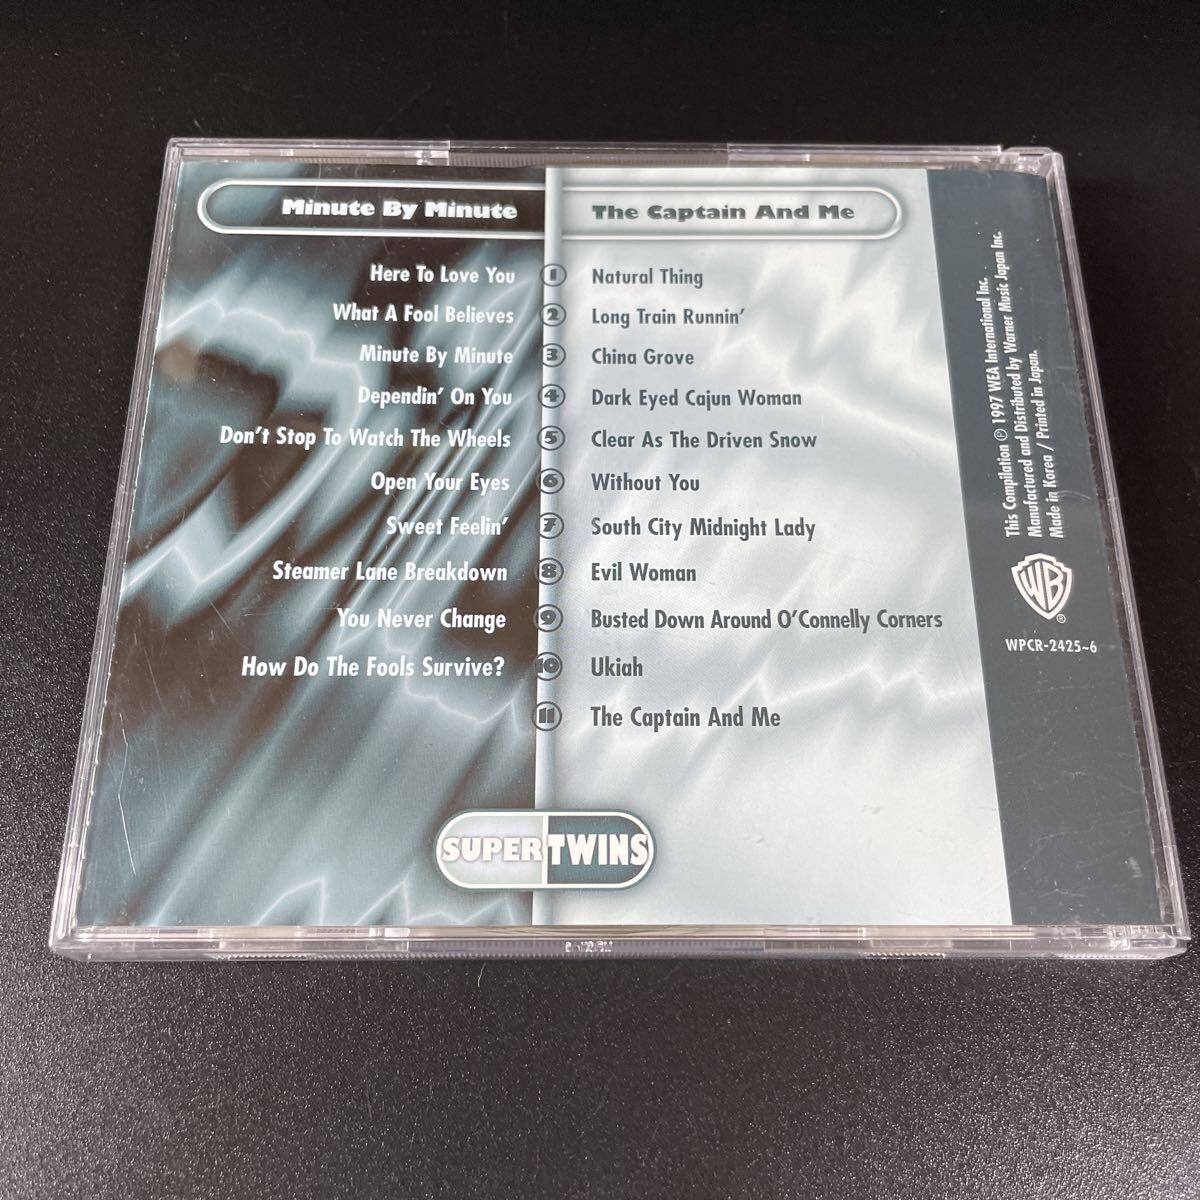 Minute By Minute
Here To Love You
What A Fool Believes
Minute By Minute
Dependin' On You
Don't Stop To Watch The Wheels
Open Your Eyes
Sweet Feelin'
Steamer Lane Breakdown
You Never Change
How Do The Fools Survive?
The Captain And Me
1 Natural Thing
2 Long Train Runnin'
3 China Grove
4 Dark Eyed Cajun Woman
5 Clear As The Driven Snow
6 Without You
7 South City Midnight Lady
8 Evil Woman
9 Busted Down Around O'Connelly Corners
10 Ukiah
11 The Captain And Me
SUPER TWINS
This Compilation ℗ 1997 WEA International Inc.
Manufactured and Distributed by Warner Music Japan Inc.
Made in Korea / Printed in Japan.
WB ®
WPCR-2425~6